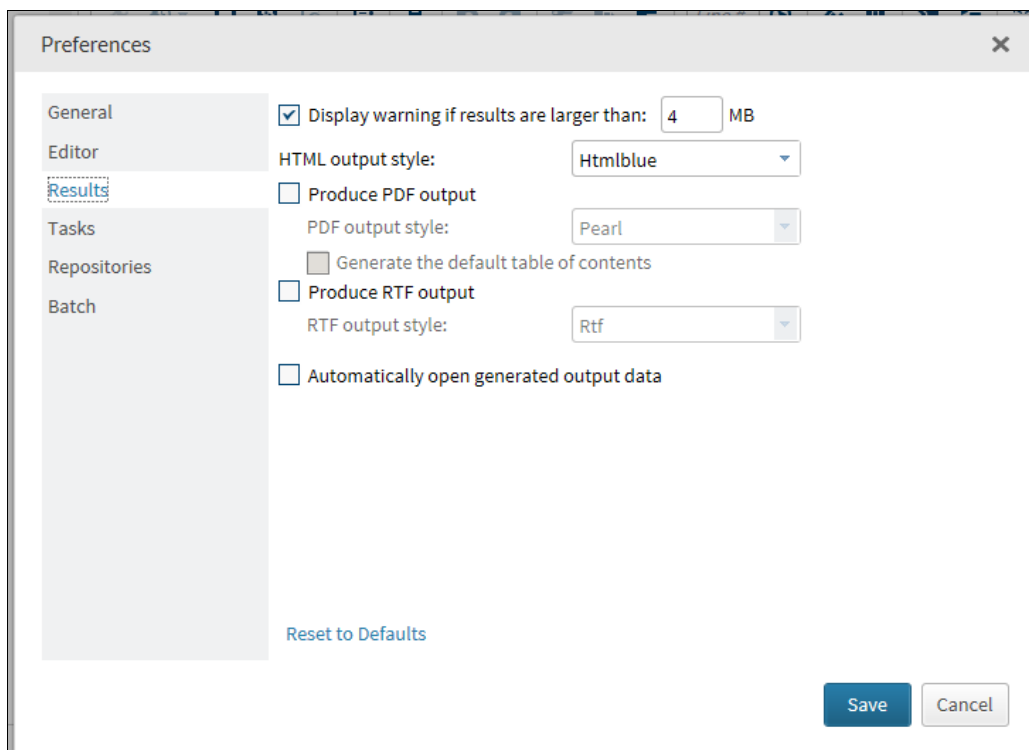 Preferences
General
Editor
Results
Tasks
Repositories
Batch
Display warning if results are larger than: 4 MB
HTML output style: Htmlblue
Produce PDF output
PDF output style: Pearl
Generate the default table of contents
Produce RTF output
RTF output style: Rtf
Automatically open generated output data
Reset to Defaults
Save Cancel